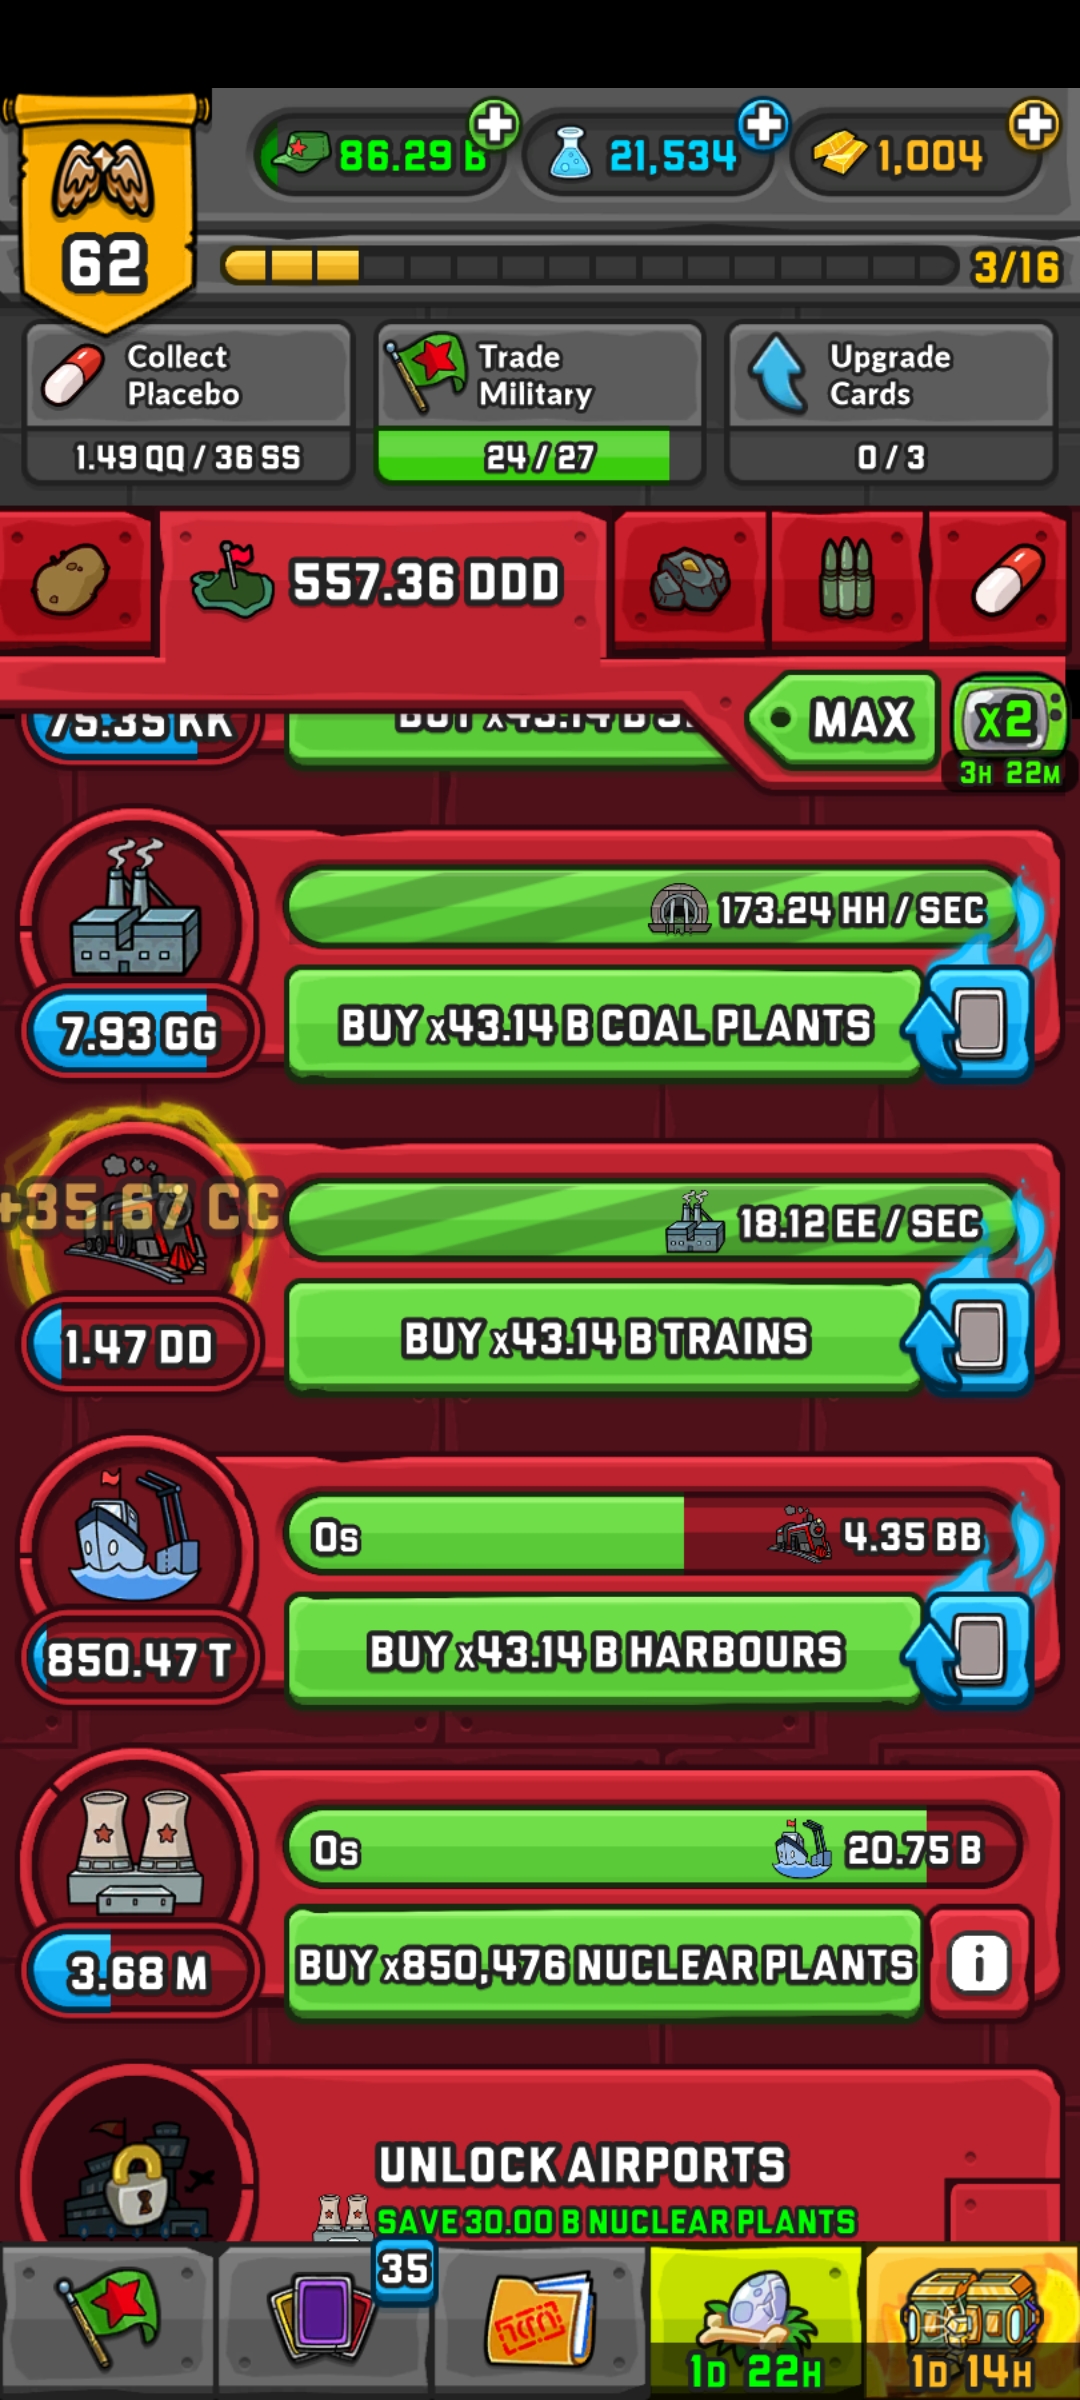 86.29 B
21,534
1,004
62
3/16
Collect
Placebo
Trade
Military
Upgrade
Cards
1.49 QQ / 36 SS
24 / 27
0 / 3
557.36 DDD
75.35 KK
BUY x43.14 B
MAX
x2
3H 22M
173.24 HH / SEC
7.93 GG
BUY x43.14 B COAL PLANTS
+35.67 CC
18.12 EE / SEC
1.47 DD
BUY x43.14 B TRAINS
0s
4.35 BB
850.47 T
BUY x43.14 B HARBOURS
0s
20.75 B
3.68 M
BUY x850,476 NUCLEAR PLANTS
i
UNLOCK AIRPORTS
SAVE 30.00 B NUCLEAR PLANTS
35
1D 22H
1D 14H